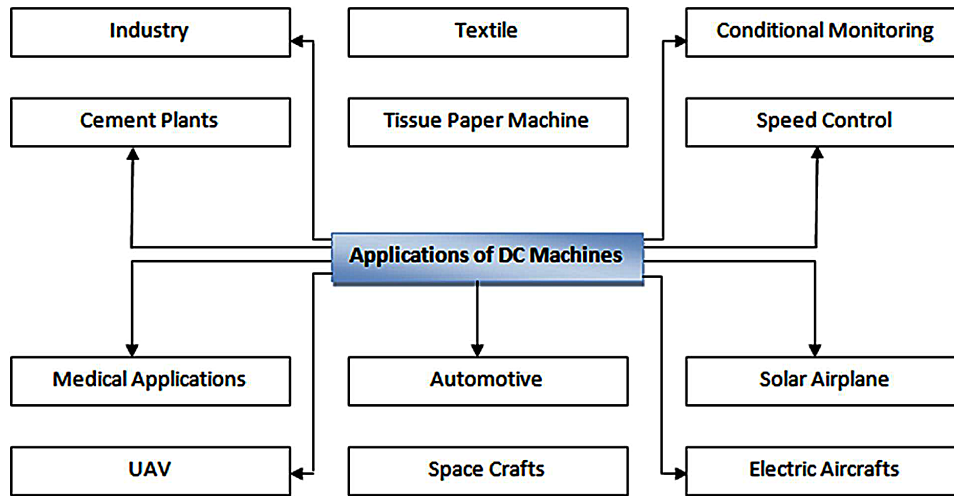 Industry
Textile
Conditional Monitoring
Cement Plants
Tissue Paper Machine
Speed Control
Applications of DC Machines
Medical Applications
Automotive
Solar Airplane
UAV
Space Crafts
Electric Aircrafts